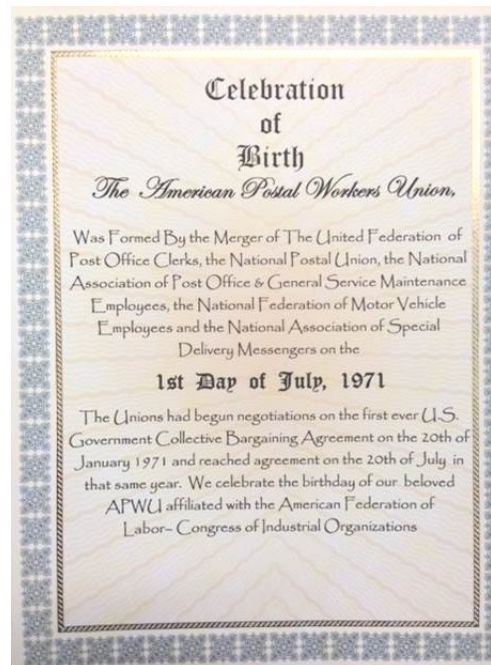 Celebration
of
Birth
The American Postal Workers Union,
Was Formed By the Merger of The United Federation of
Post Office Clerks, the National Postal Union, the National
Association of Post Office & General Service Maintenance
Employees, the National Federation of Motor Vehicle
Employees and the National Association of Special
Delivery Messengers on the
1st Day of July, 1971
The Unions had begun negotiations on the first ever U.S.
Government Collective Bargaining Agreement on the 20th of
January 1971 and reached agreement on the 20th of July in
that same year. We celebrate the birthday of our beloved
APWU affiliated with the American Federation of
Labor- Congress of Industrial Organizations